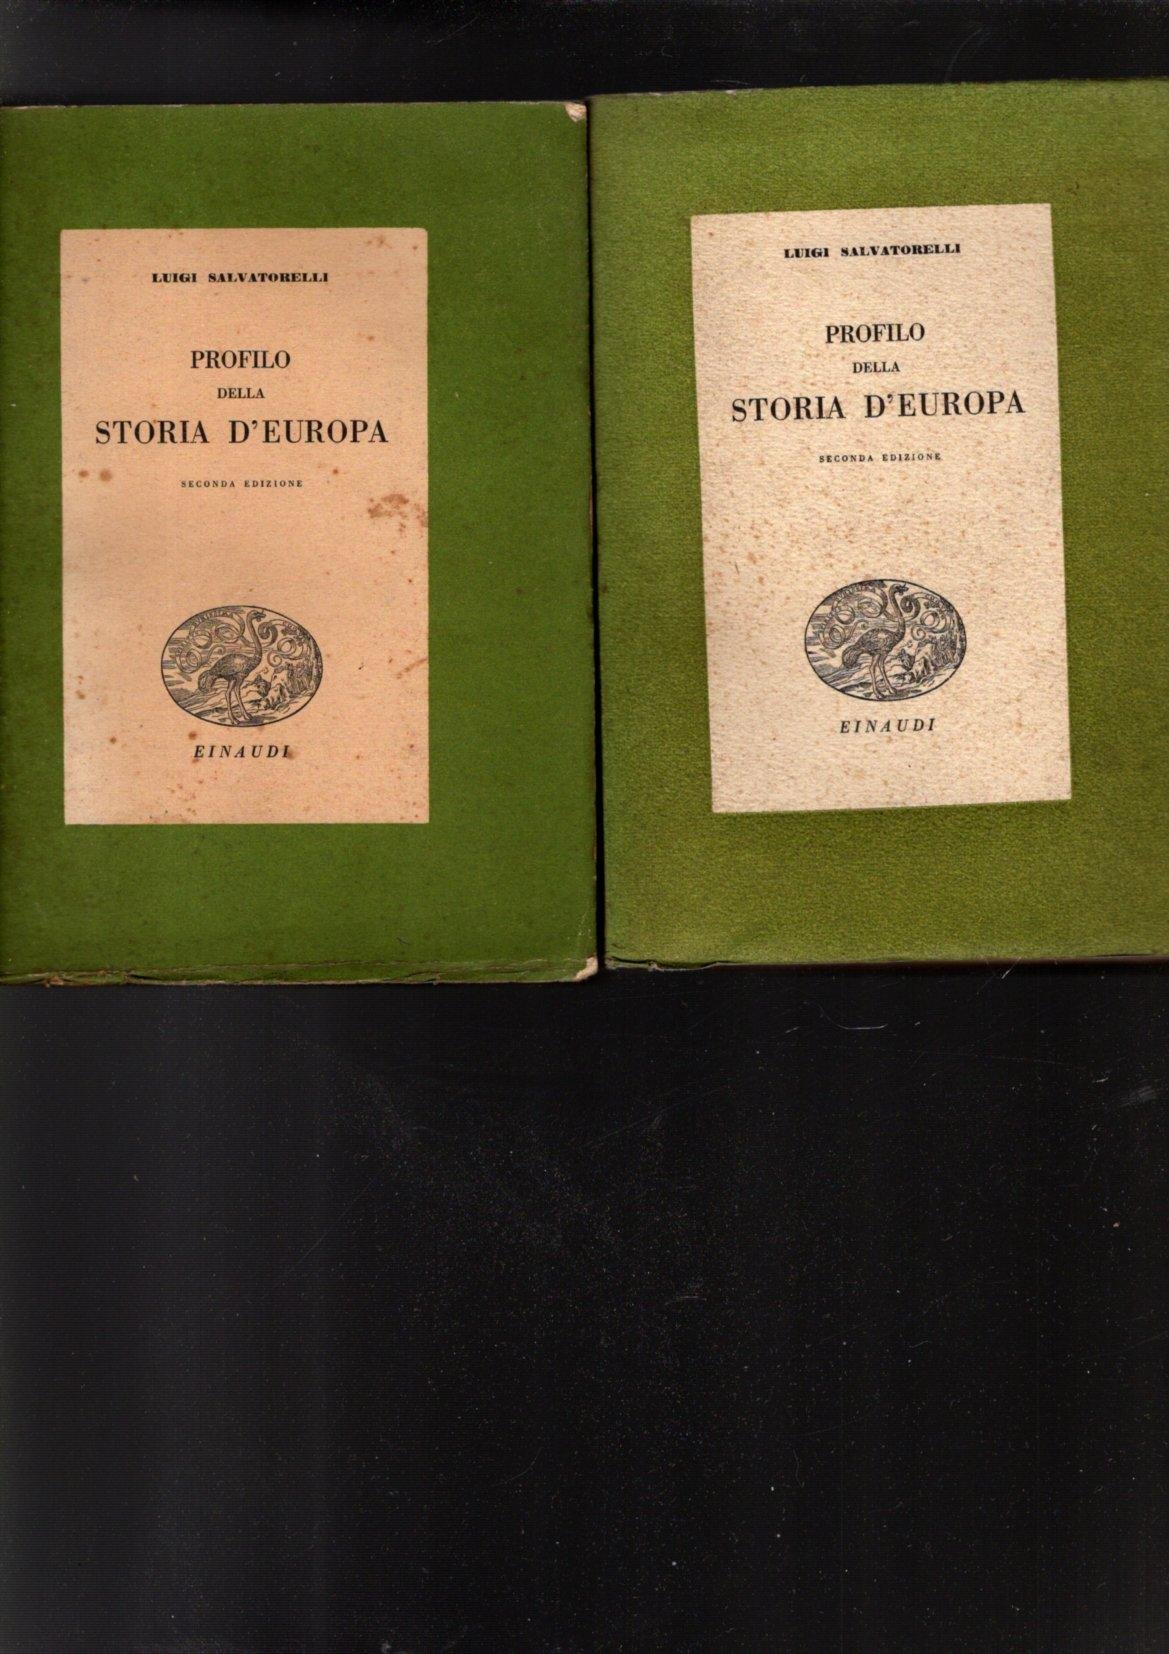 LUIGI SALVATORELLI
PROFILO
DELLA
STORIA D'EUROPA
SECONDA EDIZIONE
EINAUDI
LUIGI SALVATORELLI
PROFILO
DELLA
STORIA D'EUROPA
SECONDA EDIZIONE
EINAUDI